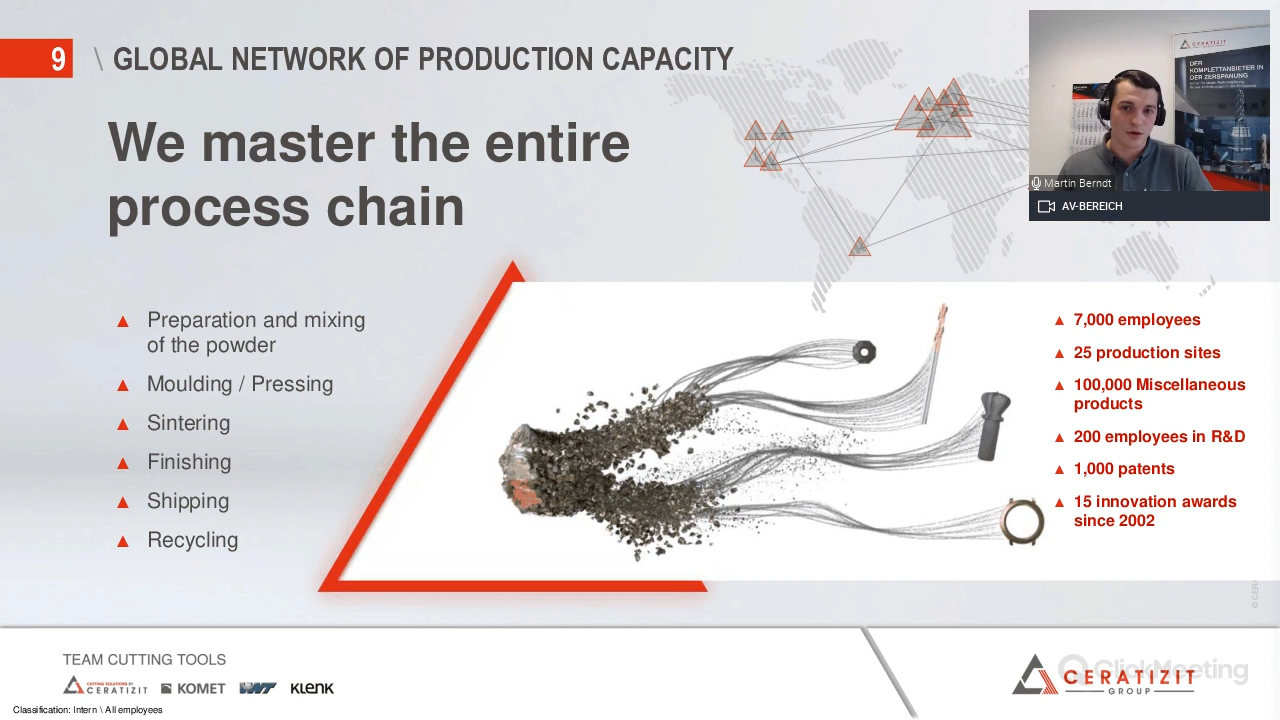 9 \ GLOBAL NETWORK OF PRODUCTION CAPACITY
We master the entire
process chain
CERATIZIT
DER
KOMPLETTANBIETER IN
DER ZERSPANUNG
Martin Berndt
AV-BEREICH
Preparation and mixing
of the powder
Moulding / Pressing
Sintering
Finishing
Shipping
Recycling
7,000 employees
25 production sites
100,000 Miscellaneous
products
200 employees in R&D
1,000 patents
15 innovation awards
since 2002
TEAM CUTTING TOOLS
CUTTING SOLUTIONS BY
CERATIZIT
KOMET
WNT
KLENK
ClickMeeting
CERATIZIT
GROUP
Classification: Intern \ All employees